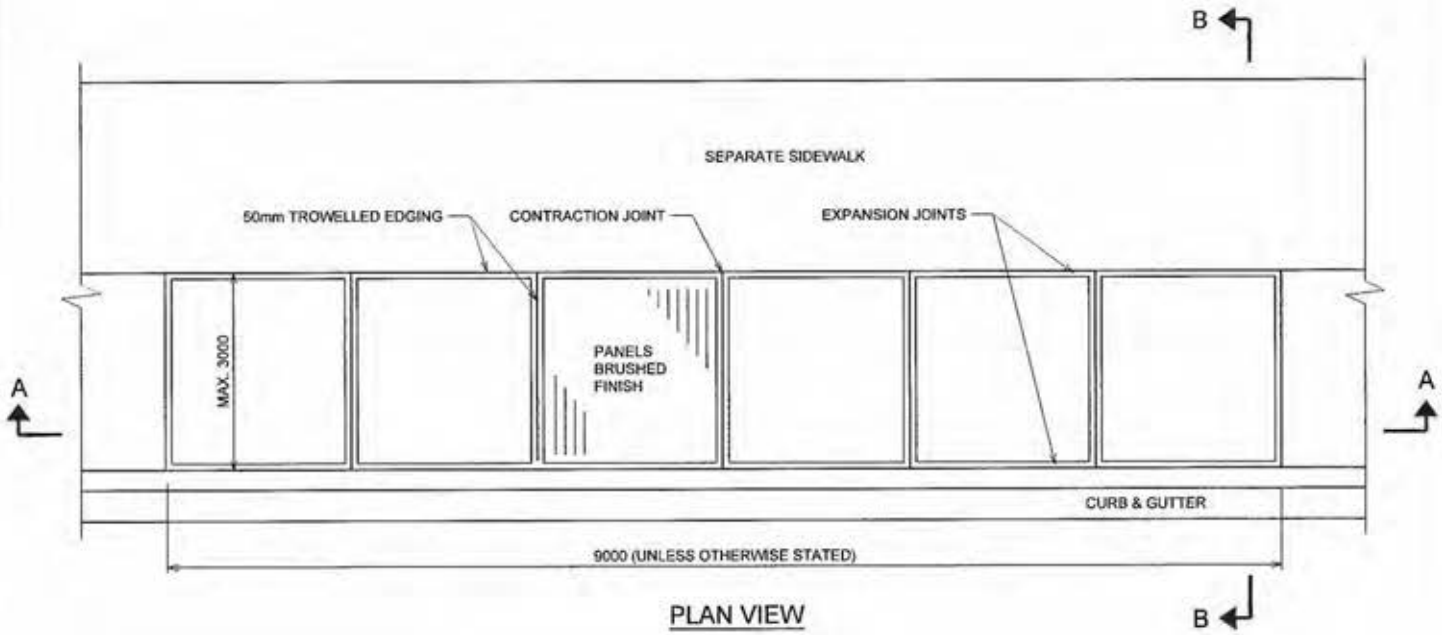 B
SEPARATE SIDEWALK
50mm TROWELLED EDGING
CONTRACTION JOINT
EXPANSION JOINTS
MAX. 3000
PANELS
BRUSHED
FINISH
A
A
CURB & GUTTER
9000 (UNLESS OTHERWISE STATED)
PLAN VIEW
B